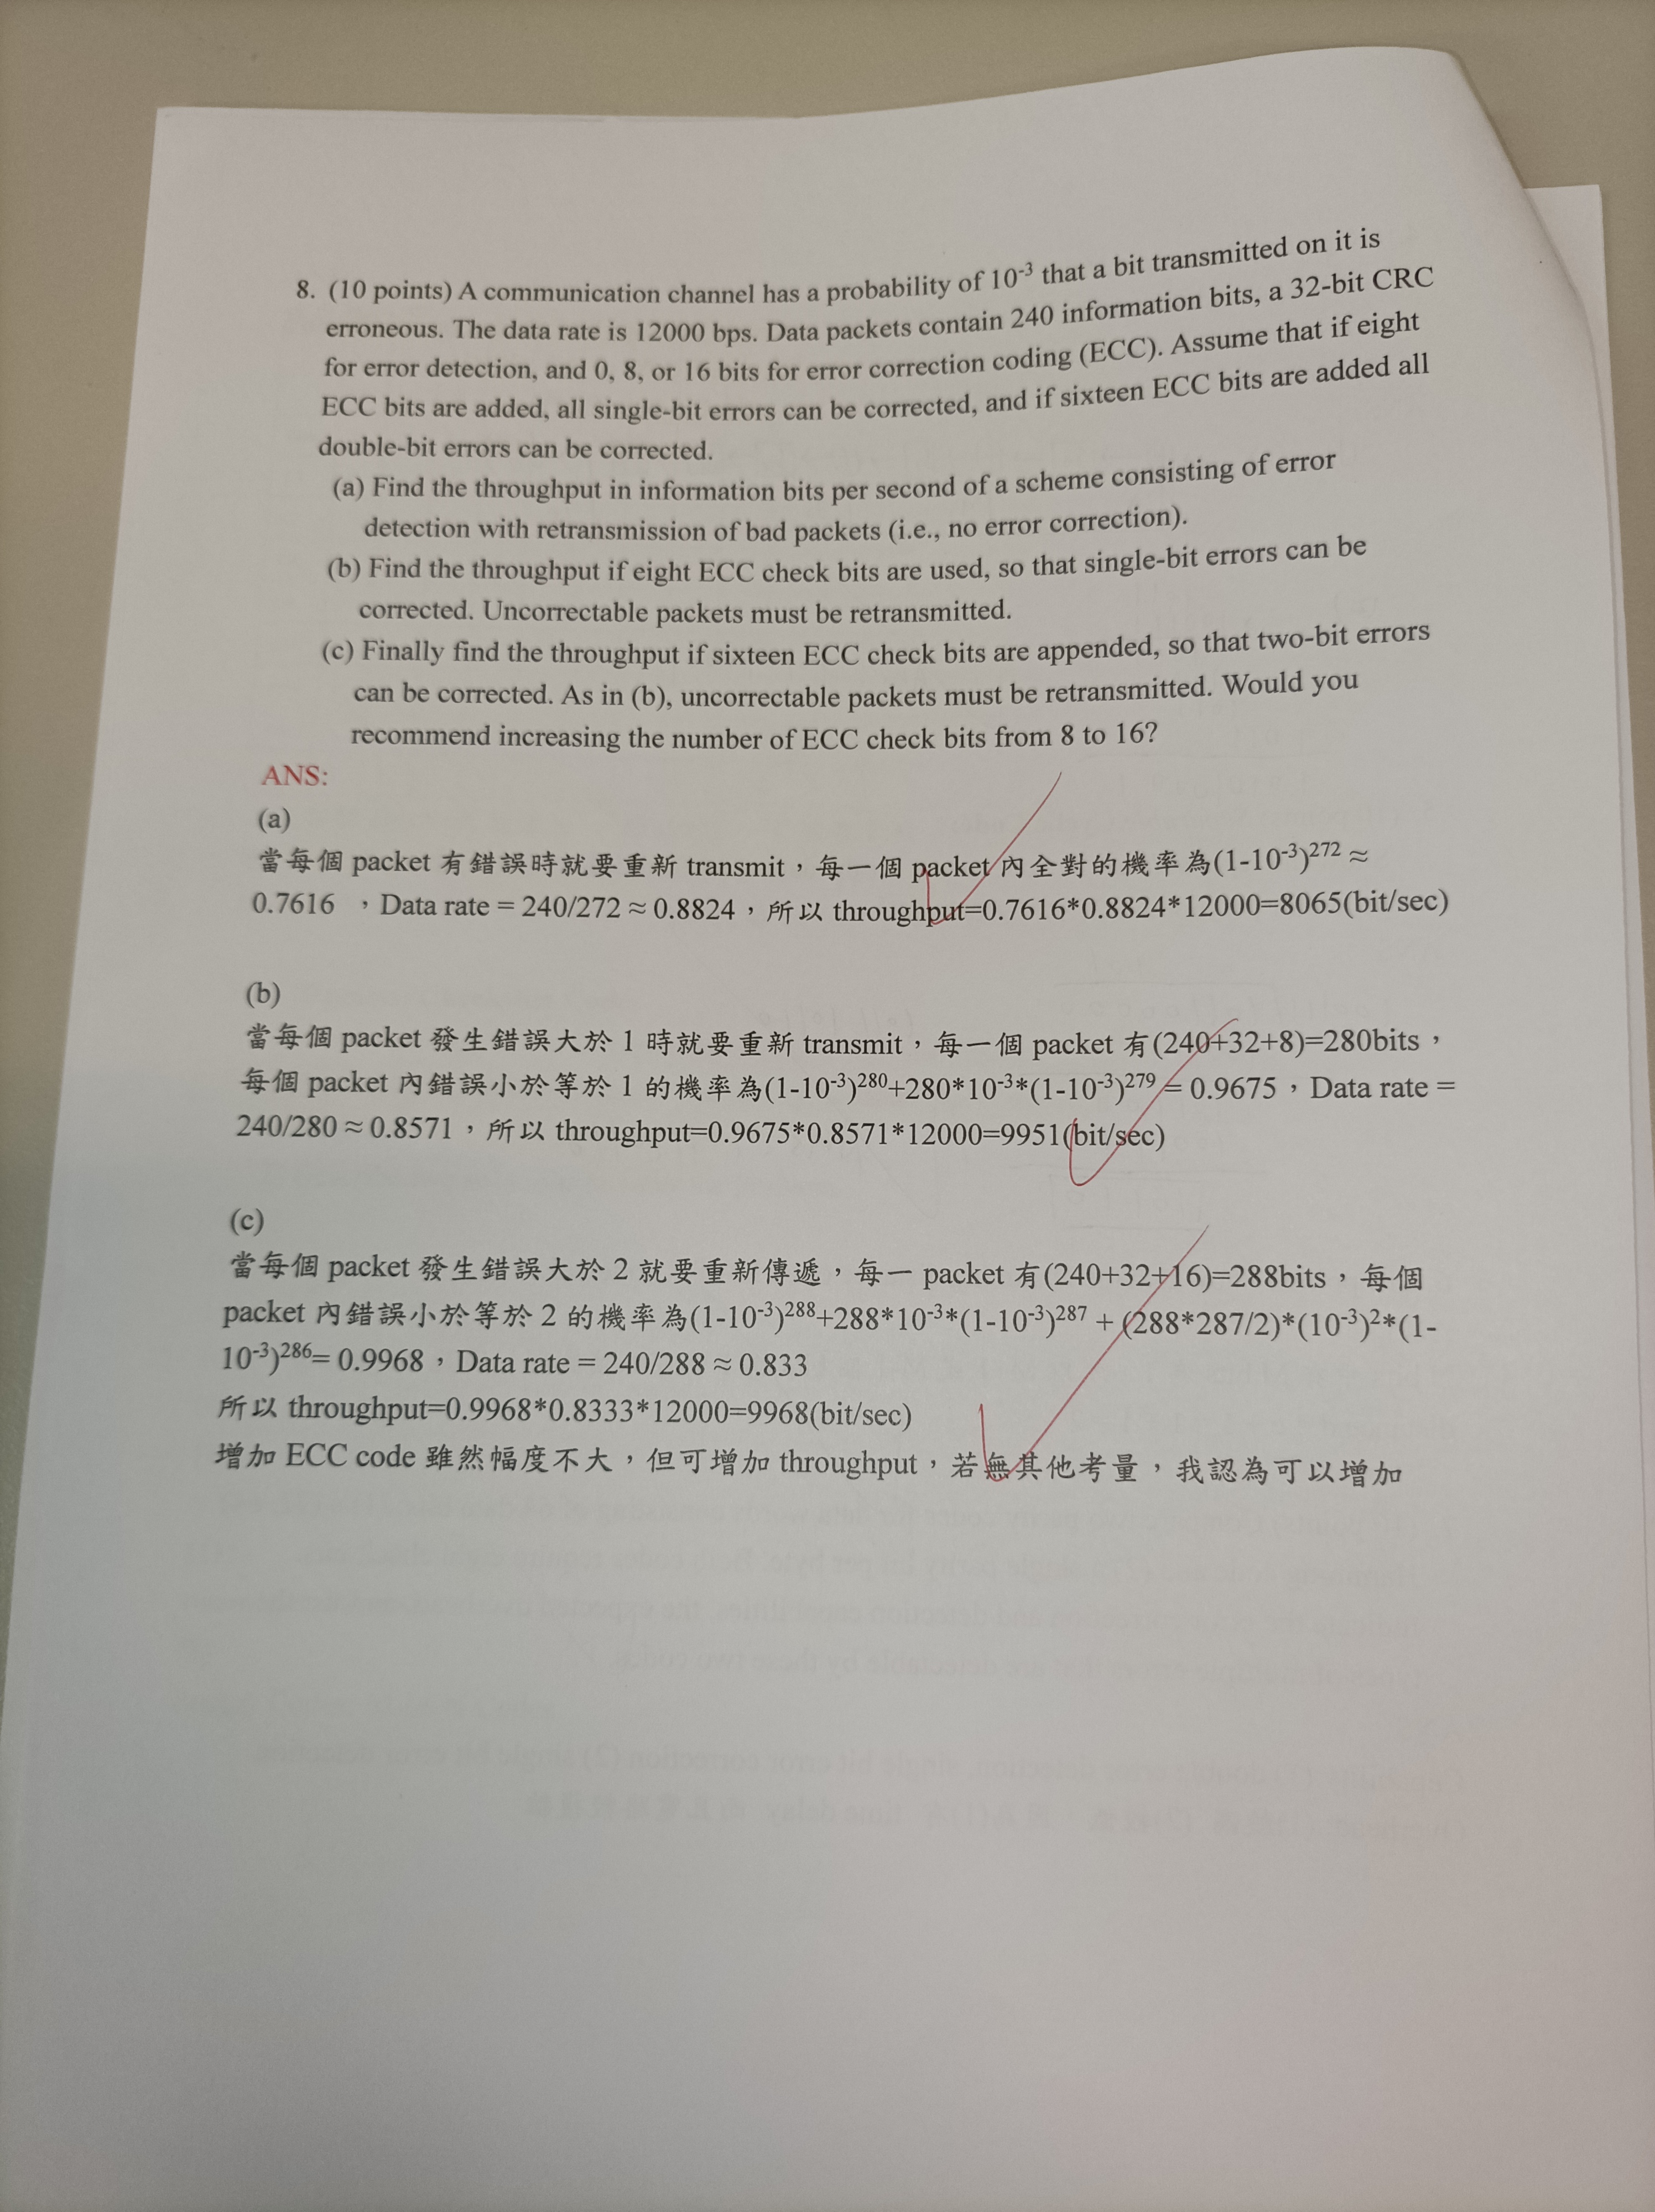 8. (10 points) A communication channel has a probability of 10⁻³ that a bit transmitted on it is
erroneous. The data rate is 12000 bps. Data packets contain 240 information bits, a 32-bit CRC
for error detection, and 0, 8, or 16 bits for error correction coding (ECC). Assume that if eight
ECC bits are added, all single-bit errors can be corrected, and if sixteen ECC bits are added all
double-bit errors can be corrected.
(a) Find the throughput in information bits per second of a scheme consisting of error
detection with retransmission of bad packets (i.e., no error correction).
(b) Find the throughput if eight ECC check bits are used, so that single-bit errors can be
corrected. Uncorrectable packets must be retransmitted.
(c) Finally find the throughput if sixteen ECC check bits are appended, so that two-bit errors
can be corrected. As in (b), uncorrectable packets must be retransmitted. Would you
recommend increasing the number of ECC check bits from 8 to 16?
ANS:
(a)
當每個 packet 有錯誤時就要重新 transmit，每一個 packet 內全對的機率為(1-10⁻³)²⁷² ≈
0.7616 ，Data rate = 240/272 ≈ 0.8824，所以 throughput=0.7616*0.8824*12000=8065(bit/sec)
(b)
當每個 packet 發生錯誤大於 1 時就要重新 transmit，每一個 packet 有(240+32+8)=280bits，
每個 packet 內錯誤小於等於 1 的機率為(1-10⁻³)²⁸⁰+280*10⁻³*(1-10⁻³)²⁷⁹ = 0.9675，Data rate =
240/280 ≈ 0.8571，所以 throughput=0.9675*0.8571*12000=9951(bit/sec)
(c)
當每個 packet 發生錯誤大於 2 就要重新傳遞，每一 packet 有(240+32+16)=288bits，每個
packet 內錯誤小於等於 2 的機率為(1-10⁻³)²⁸⁸+288*10⁻³*(1-10⁻³)²⁸⁷ + (288*287/2)*(10⁻³)²*(1-
10⁻³)²⁸⁶= 0.9968，Data rate = 240/288 ≈ 0.833
所以 throughput=0.9968*0.8333*12000=9968(bit/sec)
增加 ECC code 雖然幅度不大，但可增加 throughput，若無其他考量，我認為可以增加